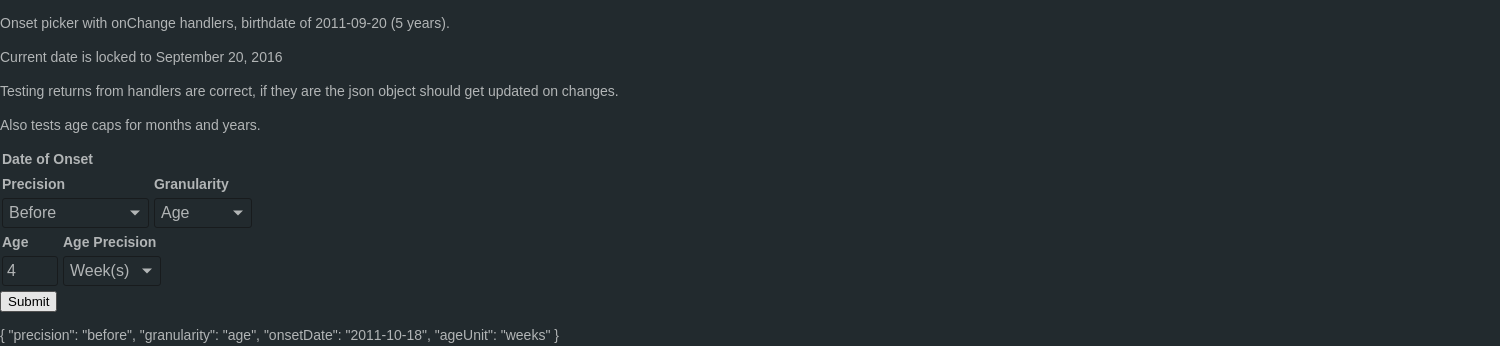 Onset picker with onChange handlers, birthdate of 2011-09-20 (5 years).
Current date is locked to September 20, 2016
Testing returns from handlers are correct, if they are the json object should get updated on changes.
Also tests age caps for months and years.
Date of Onset
Precision Granularity
Before Age
Age Age Precision
4 Week(s)
Submit
{ "precision": "before", "granularity": "age", "onsetDate": "2011-10-18", "ageUnit": "weeks" }